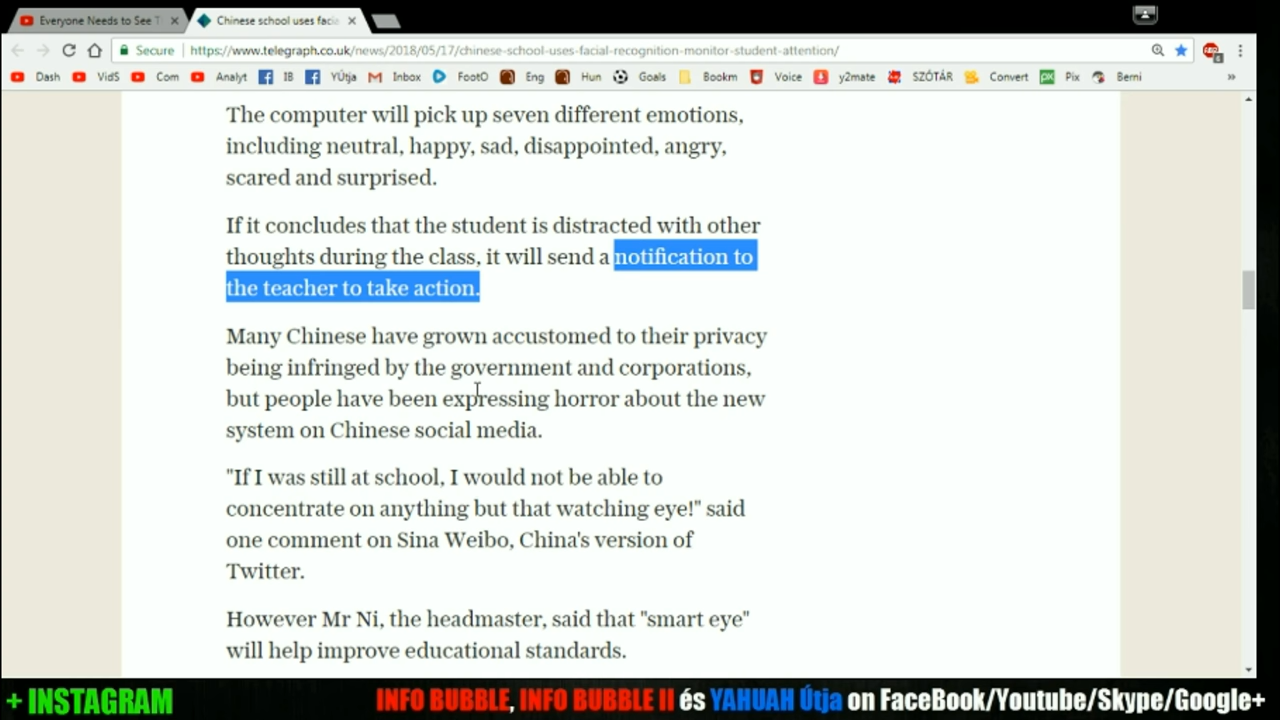 Everyone Needs to See T
Chinese school uses facia
Secure
https://www.telegraph.co.uk/news/2018/05/17/chinese-school-uses-facial-recognition-monitor-student-attention/
Dash VidS Com Analyt IB YÚtja Inbox FootO Eng Hun Goals Bookm Voice y2mate SZÓTÁR Convert Pix Berni »
The computer will pick up seven different emotions,
including neutral, happy, sad, disappointed, angry,
scared and surprised.
If it concludes that the student is distracted with other
thoughts during the class, it will send a notification to
the teacher to take action.
Many Chinese have grown accustomed to their privacy
being infringed by the government and corporations,
but people have been expressing horror about the new
system on Chinese social media.
"If I was still at school, I would not be able to
concentrate on anything but that watching eye!" said
one comment on Sina Weibo, China's version of
Twitter.
However Mr Ni, the headmaster, said that "smart eye"
will help improve educational standards.
+ INSTAGRAM INFO BUBBLE, INFO BUBBLE II és YAHUAH Útja on FaceBook/Youtube/Skype/Google+